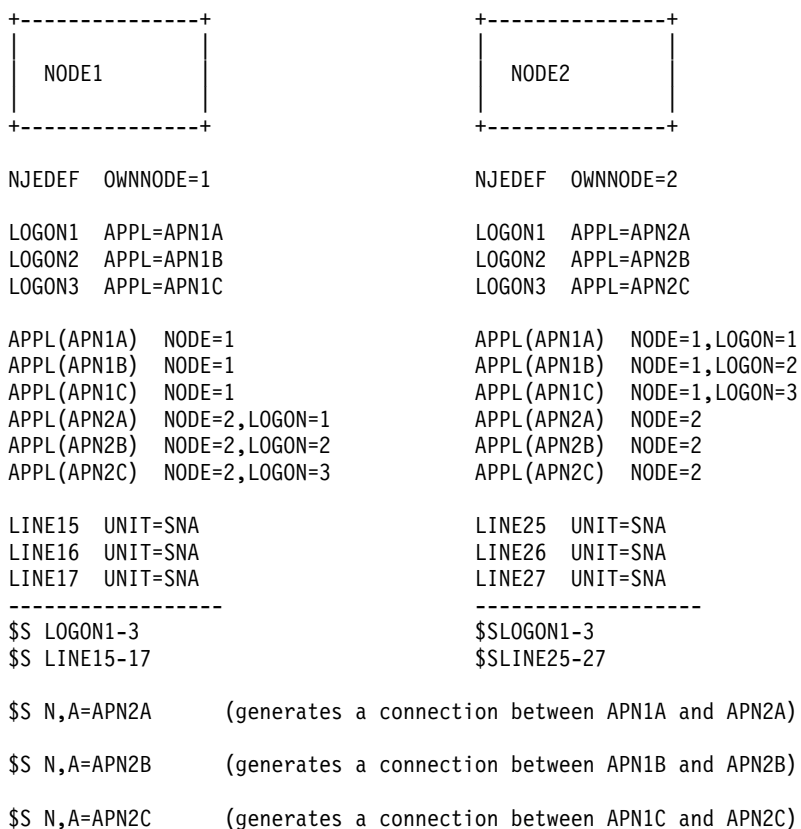 +---------------+                       +---------------+
|               |                       |               |
|   NODE1       |                       |   NODE2       |
|               |                       |               |
+---------------+                       +---------------+
NJEDEF  OWNNODE=1                       NJEDEF  OWNNODE=2
LOGON1  APPL=APN1A                      LOGON1  APPL=APN2A
LOGON2  APPL=APN1B                      LOGON2  APPL=APN2B
LOGON3  APPL=APN1C                      LOGON3  APPL=APN2C
APPL(APN1A)  NODE=1                     APPL(APN1A)  NODE=1,LOGON=1
APPL(APN1B)  NODE=1                     APPL(APN1B)  NODE=1,LOGON=2
APPL(APN1C)  NODE=1                     APPL(APN1C)  NODE=1,LOGON=3
APPL(APN2A)  NODE=2,LOGON=1             APPL(APN2A)  NODE=2
APPL(APN2B)  NODE=2,LOGON=2             APPL(APN2B)  NODE=2
APPL(APN2C)  NODE=2,LOGON=3             APPL(APN2C)  NODE=2
LINE15  UNIT=SNA                        LINE25  UNIT=SNA
LINE16  UNIT=SNA                        LINE26  UNIT=SNA
LINE17  UNIT=SNA                        LINE27  UNIT=SNA
------------------                      -------------------
$S LOGON1-3                             $SLOGON1-3
$S LINE15-17                            $SLINE25-27
$S N,A=APN2A      (generates a connection between APN1A and APN2A)
$S N,A=APN2B      (generates a connection between APN1B and APN2B)
$S N,A=APN2C      (generates a connection between APN1C and APN2C)